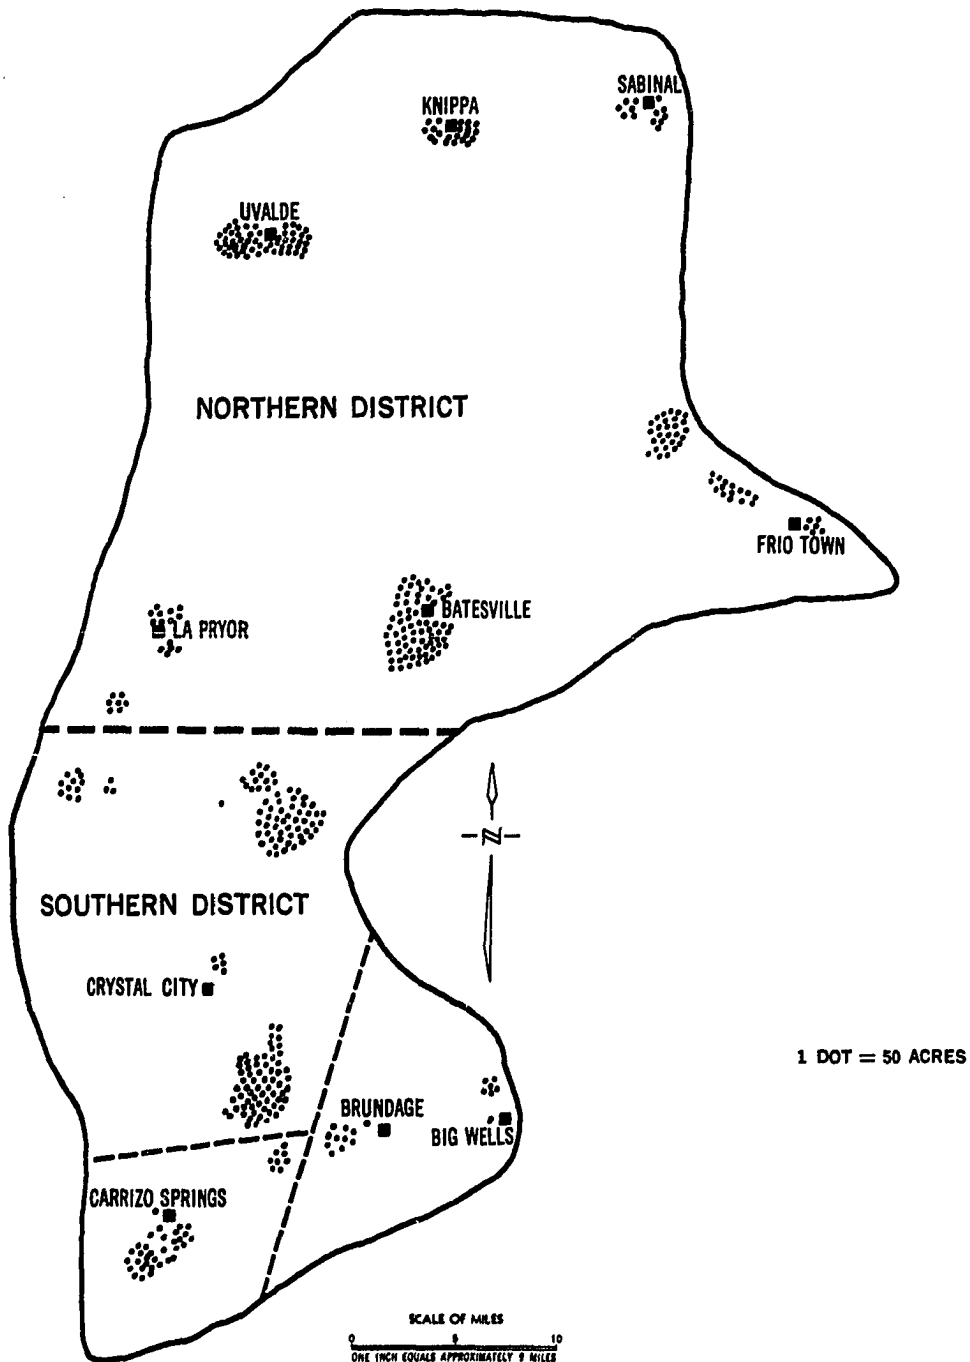 SABINAL
KNIPPA
UVALDE
NORTHERN DISTRICT
FRIO TOWN
BATESVILLE
LA PRYOR
N
SOUTHERN DISTRICT
CRYSTAL CITY
1 DOT = 50 ACRES
BRUNDAGE
BIG WELLS
CARRIZO SPRINGS
SCALE OF MILES
0 5 10
ONE INCH EQUALS APPROXIMATELY 9 MILES